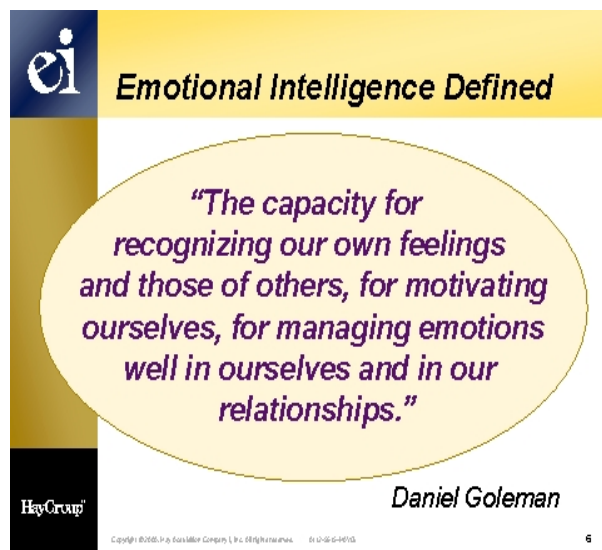 ei
Emotional Intelligence Defined
“The capacity for
recognizing our own feelings
and those of others, for motivating
ourselves, for managing emotions
well in ourselves and in our
relationships.”
Daniel Goleman
HayGroup
Copyright
6